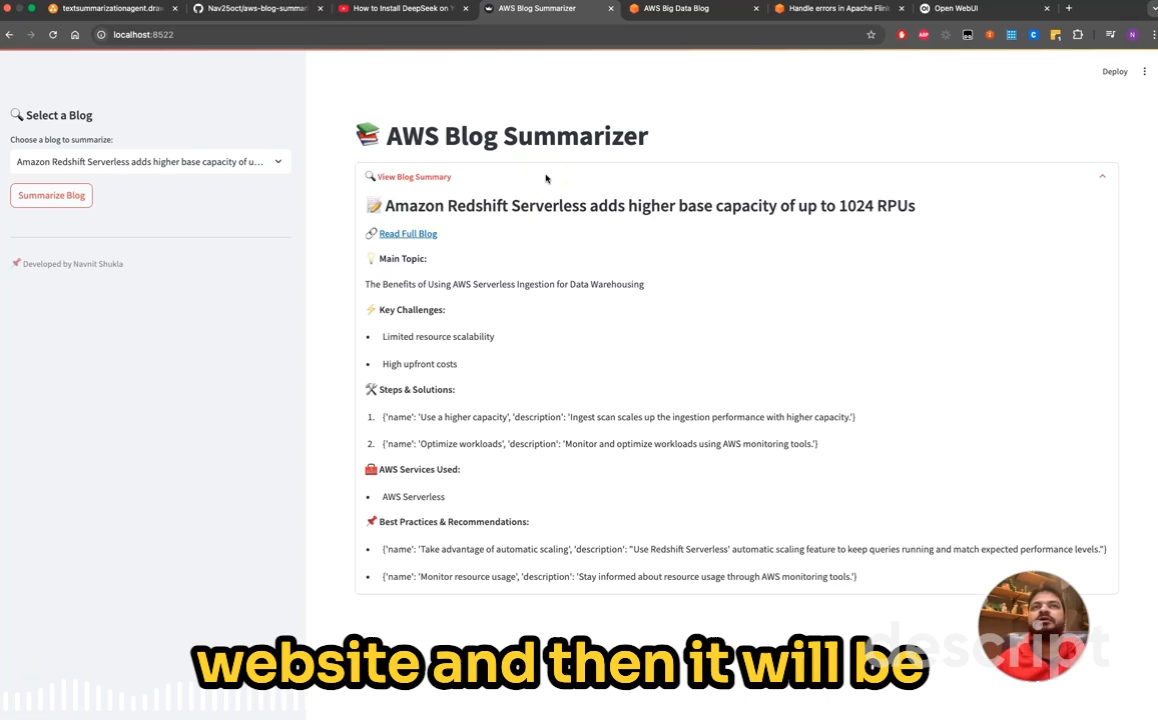 textsummarizationagent.draw
Nav25oct/aws-blog-summar
How to Install DeepSeek on Y
AWS Blog Summarizer
AWS Big Data Blog
Handle errors in Apache Flink
Open WebUI
localhost:8522
Deploy
Select a Blog
Choose a blog to summarize:
Amazon Redshift Serverless adds higher base capacity of u...
Summarize Blog
Developed by Navnit Shukla
AWS Blog Summarizer
View Blog Summary
Amazon Redshift Serverless adds higher base capacity of up to 1024 RPUs
Read Full Blog
Main Topic:
The Benefits of Using AWS Serverless Ingestion for Data Warehousing
Key Challenges:
• Limited resource scalability
• High upfront costs
Steps & Solutions:
1. {'name': 'Use a higher capacity', 'description': 'Ingest scan scales up the ingestion performance with higher capacity.'}
2. {'name': 'Optimize workloads', 'description': 'Monitor and optimize workloads using AWS monitoring tools.'}
AWS Services Used:
• AWS Serverless
Best Practices & Recommendations:
• {'name': 'Take advantage of automatic scaling', 'description': "Use Redshift Serverless' automatic scaling feature to keep queries running and match expected performance levels."}
• {'name': 'Monitor resource usage', 'description': 'Stay informed about resource usage through AWS monitoring tools.'}
descript
website and then it will be